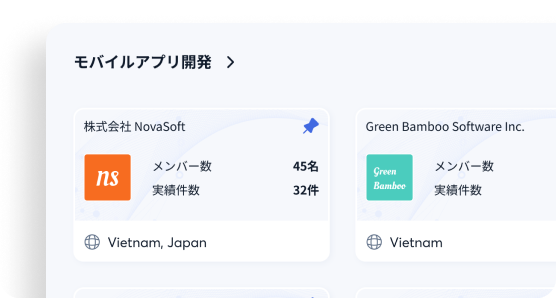 モバイルアプリ開発
株式会社 NovaSoft
ns
メンバー数 45名
実績件数 32件
Vietnam, Japan
Green Bamboo Software Inc.
Green
Bamboo
メンバー数
実績件数
Vietnam